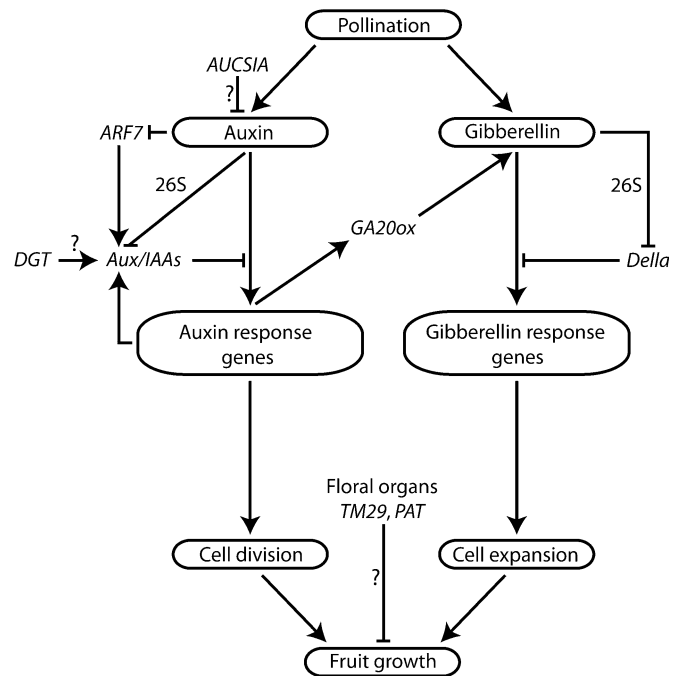 Pollination
AUCSIA
?
ARF7
Auxin
Gibberellin
26S
26S
GA20ox
?
DGT
Aux/IAAs
Della
Auxin response
genes
Gibberellin response
genes
Floral organs
TM29, PAT
Cell division
Cell expansion
?
Fruit growth